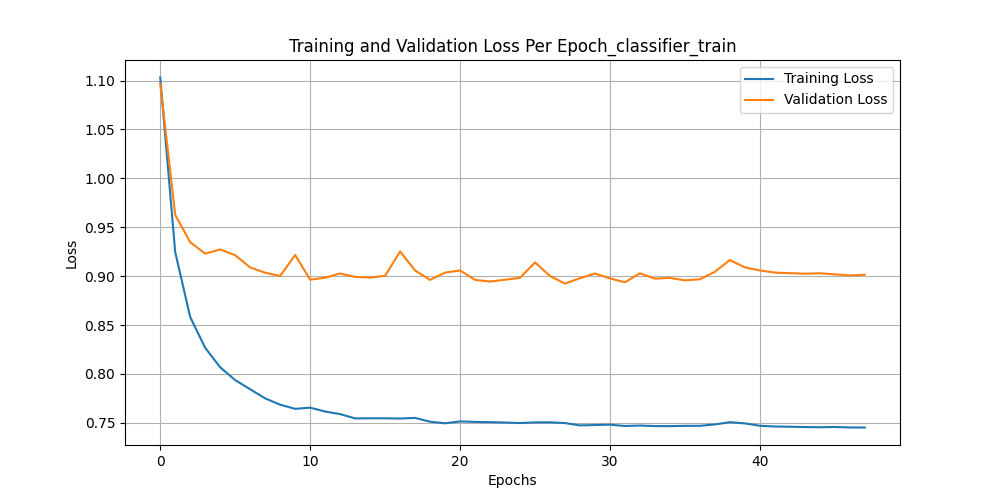 Training and Validation Loss Per Epoch_classifier_train
Training Loss
Validation Loss
1.10
1.05
1.00
0.95
0.90
0.85
0.80
0.75
Loss
0 10 20 30 40
Epochs